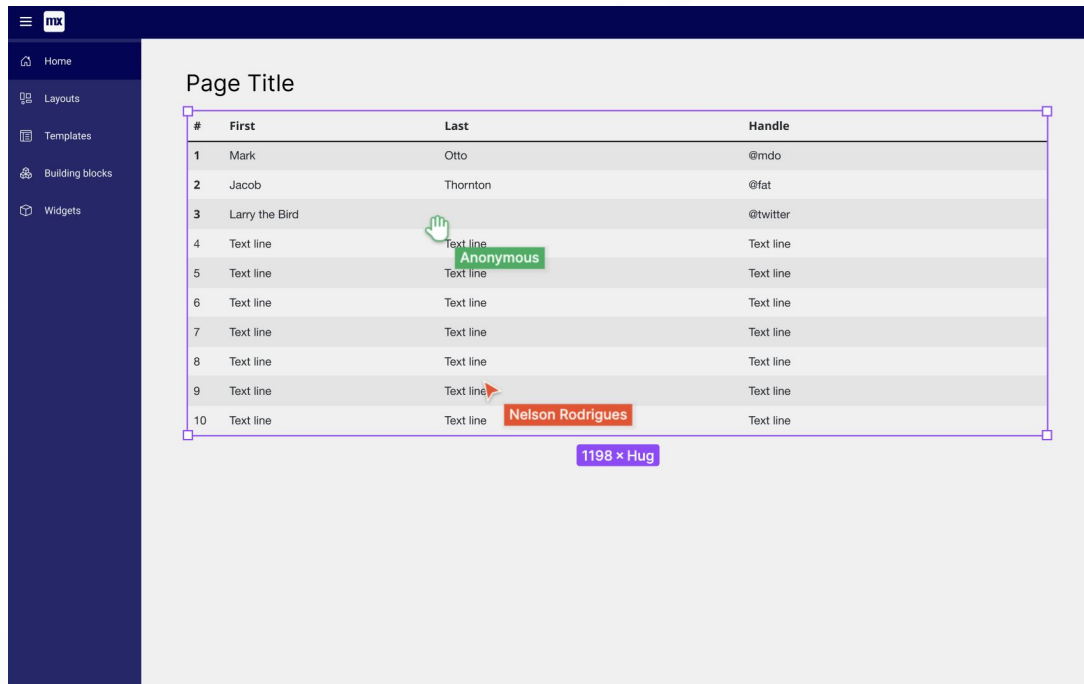 mx
Home
Layouts
Templates
Building blocks
Widgets
Page Title
# First Last Handle
1 Mark Otto @mdo
2 Jacob Thornton @fat
3 Larry the Bird @twitter
4 Text line Text line Text line
Anonymous
5 Text line Text line Text line
6 Text line Text line Text line
7 Text line Text line Text line
8 Text line Text line Text line
9 Text line Text line Text line
10 Text line Text line Text line
Nelson Rodrigues
1198 × Hug